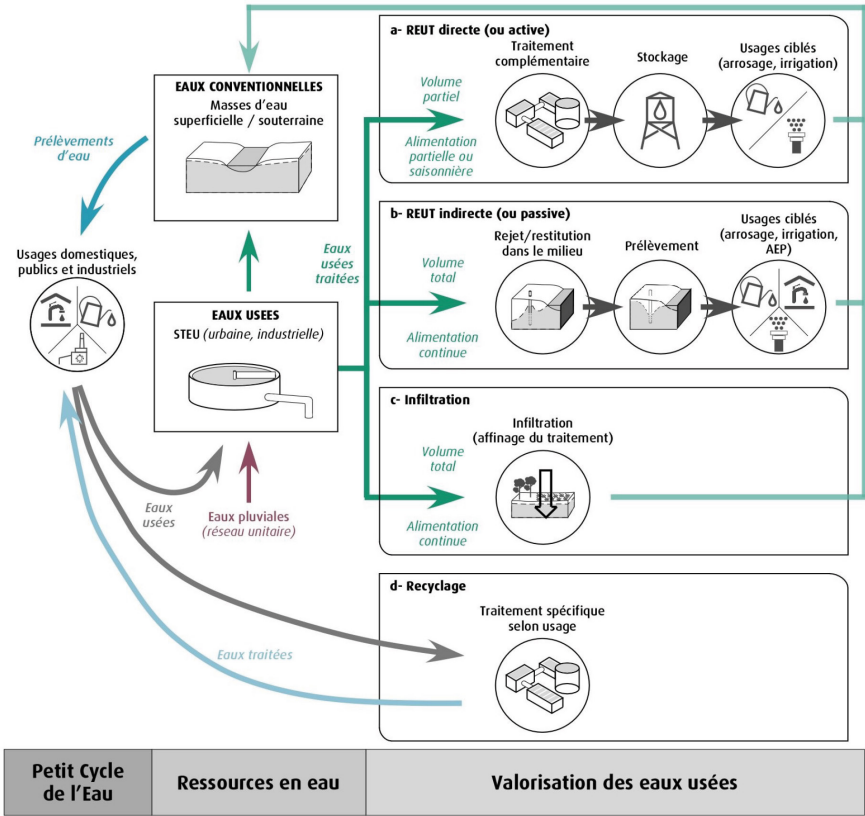 a- REUT directe (ou active)
Traitement
complémentaire
Stockage
Usages ciblés
(arrosage, irrigation)
Volume
partiel
Alimentation
partielle ou
saisonnière
EAUX CONVENTIONNELLES
Masses d'eau
superficielle / souterraine
Prélèvements
d'eau
b- REUT indirecte (ou passive)
Rejet/restitution
dans le milieu
Prélèvement
Usages ciblés
(arrosage, irrigation,
AEP)
Volume
total
Alimentation
continue
Eaux
usées
traitées
Usages domestiques,
publics et industriels
EAUX USEES
STEU (urbaine, industrielle)
c- Infiltration
Infiltration
(affinage du traitement)
Volume
total
Alimentation
continue
Eaux
usées
Eaux pluviales
(réseau unitaire)
d- Recyclage
Traitement spécifique
selon usage
Eaux traitées
Petit Cycle
de l'Eau
Ressources en eau
Valorisation des eaux usées